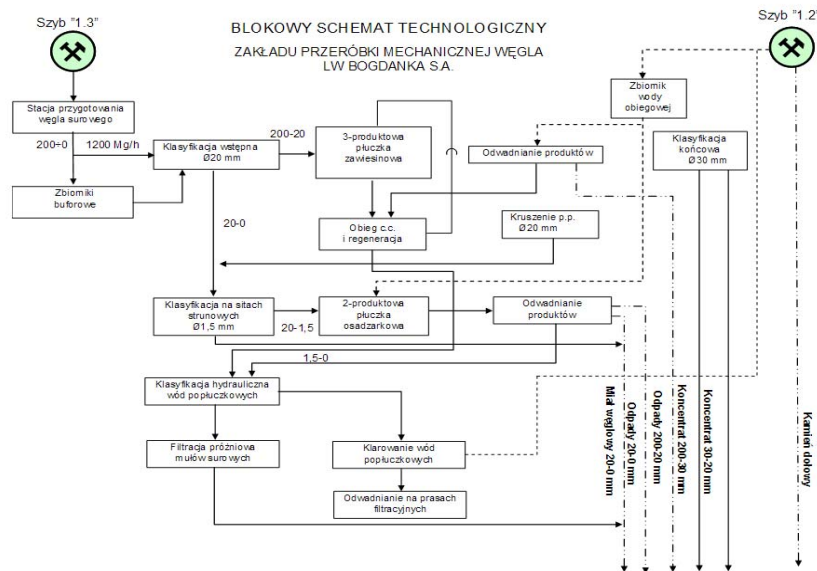 Szyb "1.3"
BLOKOWY SCHEMAT TECHNOLOGICZNY
ZAKŁADU PRZERÓBKI MECHANICZNEJ WĘGLA
LW BOGDANKA S.A.
Szyb "1.2"
Stacja przygotowania
węgla surowego
200÷0
1200 Mg/h
Klasyfikacja wstępna
Ø20 mm
200-20
3-produktowa
płuczka
zawiesinowa
Odwadnianie produktów
Zbiornik
wody
obiegowej
Klasyfikacja
końcowa
Ø30 mm
Zbiorniki
buforowe
20-0
Obieg c.c.
i regeneracja
Kruszenie p.p.
Ø20 mm
Klasyfikacja na sitach
strunowych
Ø1,5 mm
20-1,5
2-produktowa
płuczka
osadzarkowa
Odwadnianie
produktów
1,5-0
Klasyfikacja hydrauliczna
wód popłuczkowych
Filtracja próżniowa
mułów surowych
Klarowanie wód
popłuczkowych
Odwadnianie na prasach
filtracyjnych
Miał węglowy 20-0 mm
Odpady 20-0 mm
Odpady 200-20 mm
Koncentrat 200-30 mm
Koncentrat 30-20 mm
Kamień dołowy